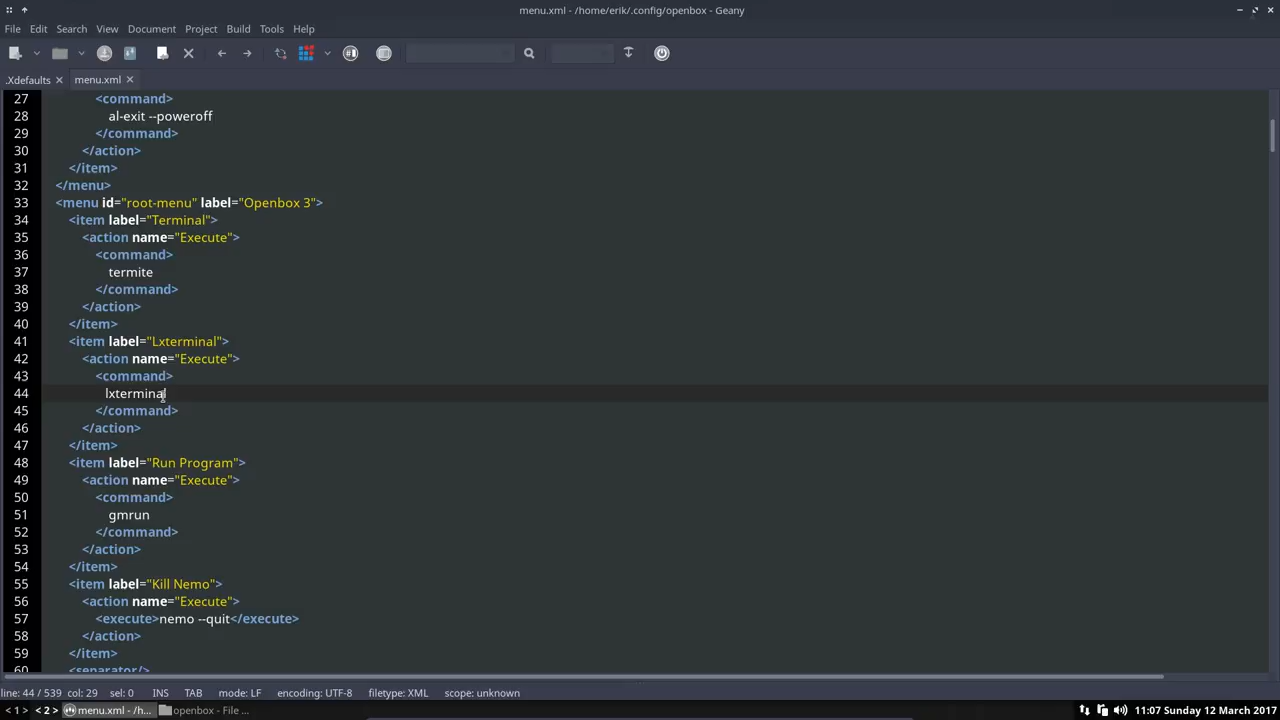 menu.xml - /home/erik/.config/openbox - Geany
File Edit Search View Document Project Build Tools Help
.Xdefaults menu.xml
27 <command>
28 al-exit --poweroff
29 </command>
30 </action>
31 </item>
32 </menu>
33 <menu id="root-menu" label="Openbox 3">
34 <item label="Terminal">
35 <action name="Execute">
36 <command>
37 termite
38 </command>
39 </action>
40 </item>
41 <item label="Lxterminal">
42 <action name="Execute">
43 <command>
44 lxterminal
45 </command>
46 </action>
47 </item>
48 <item label="Run Program">
49 <action name="Execute">
50 <command>
51 gmrun
52 </command>
53 </action>
54 </item>
55 <item label="Kill Nemo">
56 <action name="Execute">
57 <execute>nemo --quit</execute>
58 </action>
59 </item>
60 <separator/>
line: 44 / 539 col: 29 sel: 0 INS TAB mode: LF encoding: UTF-8 filetype: XML scope: unknown
< 1 > < 2 > menu.xml - /h... openbox - File ... 11:07 Sunday 12 March 2017